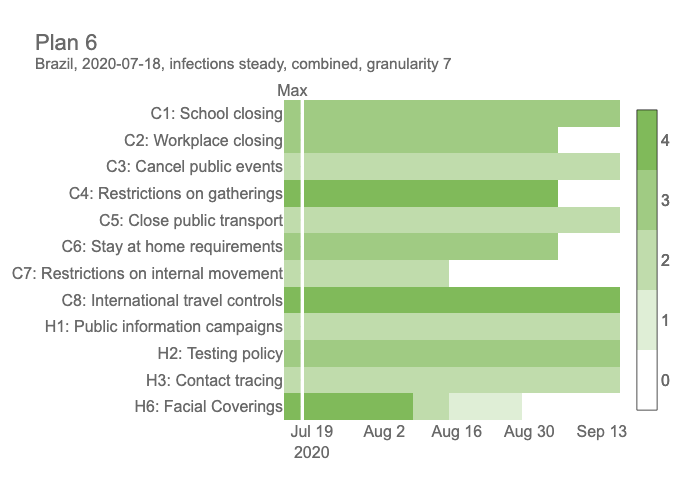 Plan 6
Brazil, 2020-07-18, infections steady, combined, granularity 7
Max
C1: School closing
C2: Workplace closing
C3: Cancel public events
C4: Restrictions on gatherings
C5: Close public transport
C6: Stay at home requirements
C7: Restrictions on internal movement
C8: International travel controls
H1: Public information campaigns
H2: Testing policy
H3: Contact tracing
H6: Facial Coverings
Jul 19 Aug 2 Aug 16 Aug 30 Sep 13
2020
4
3
2
1
0